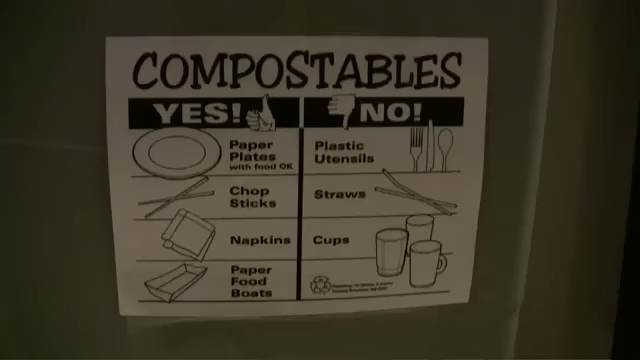 COMPOSTABLES
YES!
NO!
Paper
Plates
with food OK
Plastic
Utensils
Chop
Sticks
Straws
Napkins
Cups
Paper
Food
Boats